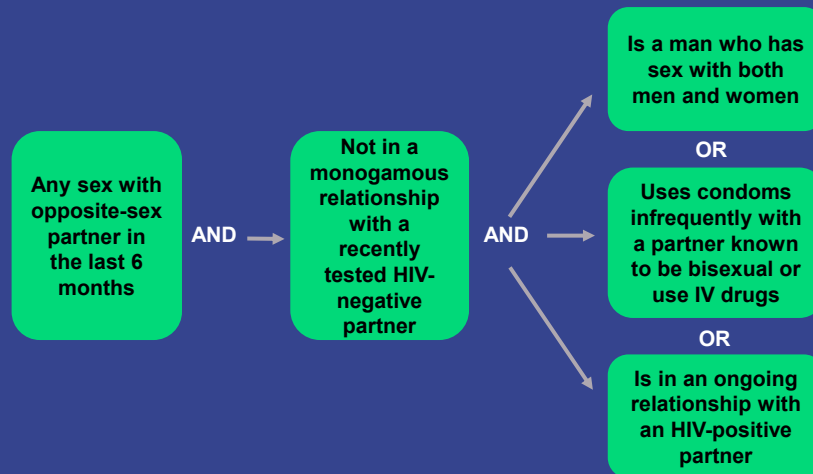 Any sex with
opposite-sex
partner in
the last 6
months
AND
Not in a
monogamous
relationship
with a
recently
tested HIV-
negative
partner
AND
Is a man who has
sex with both
men and women
OR
Uses condoms
infrequently with
a partner known
to be bisexual or
use IV drugs
OR
Is in an ongoing
relationship with
an HIV-positive
partner